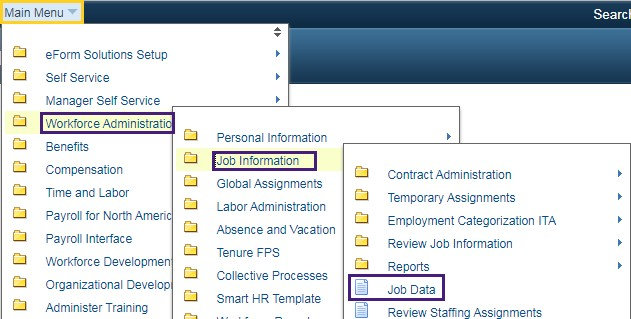 Main Menu
Search
eForm Solutions Setup
Self Service
Manager Self Service
Workforce Administratio
Benefits
Compensation
Time and Labor
Payroll for North Americ
Payroll Interface
Workforce Developmen
Organizational Develop
Administer Training
Personal Information
Job Information
Global Assignments
Labor Administration
Absence and Vacation
Tenure FPS
Collective Processes
Smart HR Template
Workforce Reports
Contract Administration
Temporary Assignments
Employment Categorization ITA
Review Job Information
Reports
Job Data
Review Staffing Assignments